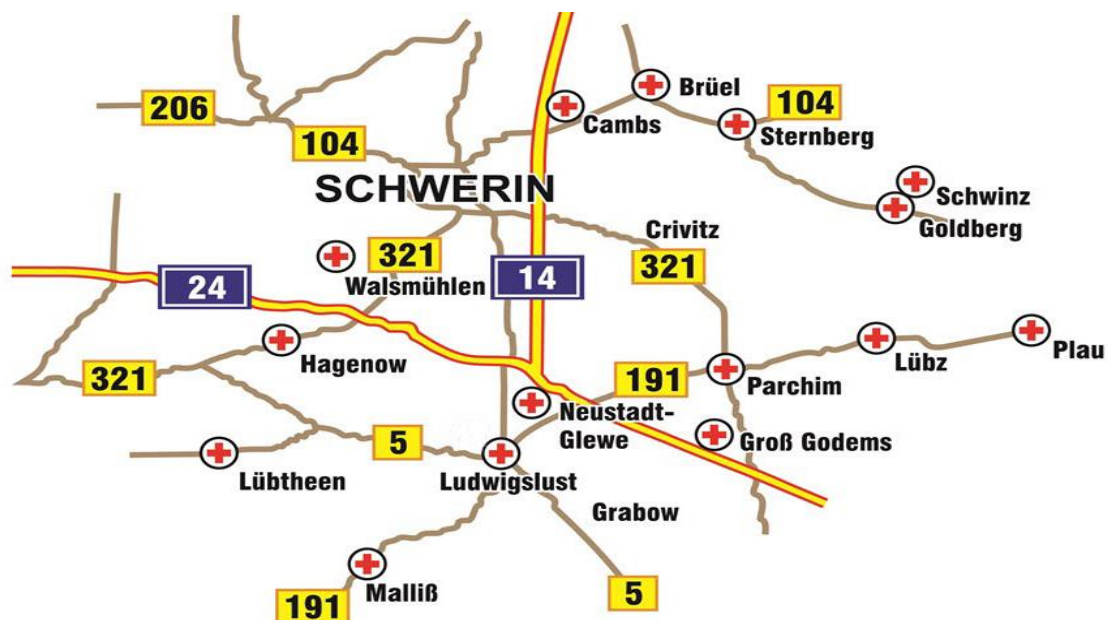 Brüel
206
104
Cambs
Sternberg
104
SCHWERIN
Schwinz
Goldberg
Crivitz
321
321
Walsmühlen
24
14
Hagenow
321
191
Parchim
Lübz
Plau
Neustadt-
Glewe
Groß Godems
5
Lübtheen
Ludwigslust
Grabow
Malliß
191
5